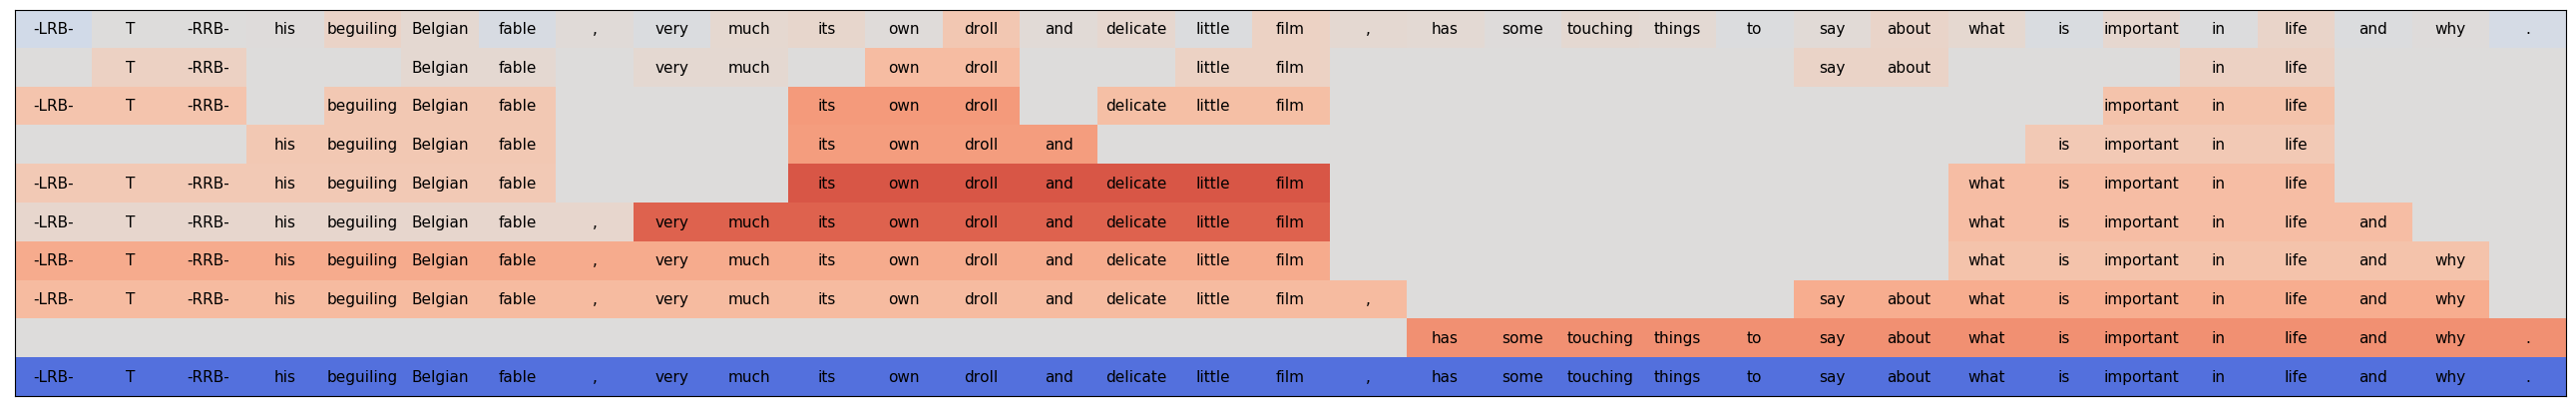 -LRB- T -RRB- his beguiling Belgian fable , very much its own droll and delicate little film , has some touching things to say about what is important in life and why .
T -RRB- Belgian fable very much own droll little film say about in life
-LRB- T -RRB- beguiling Belgian fable its own droll delicate little film important in life
his beguiling Belgian fable its own droll and is important in life
-LRB- T -RRB- his beguiling Belgian fable its own droll and delicate little film what is important in life
-LRB- T -RRB- his beguiling Belgian fable , very much its own droll and delicate little film what is important in life and
-LRB- T -RRB- his beguiling Belgian fable , very much its own droll and delicate little film what is important in life and why
-LRB- T -RRB- his beguiling Belgian fable , very much its own droll and delicate little film , say about what is important in life and why
has some touching things to say about what is important in life and why .
-LRB- T -RRB- his beguiling Belgian fable , very much its own droll and delicate little film , has some touching things to say about what is important in life and why .